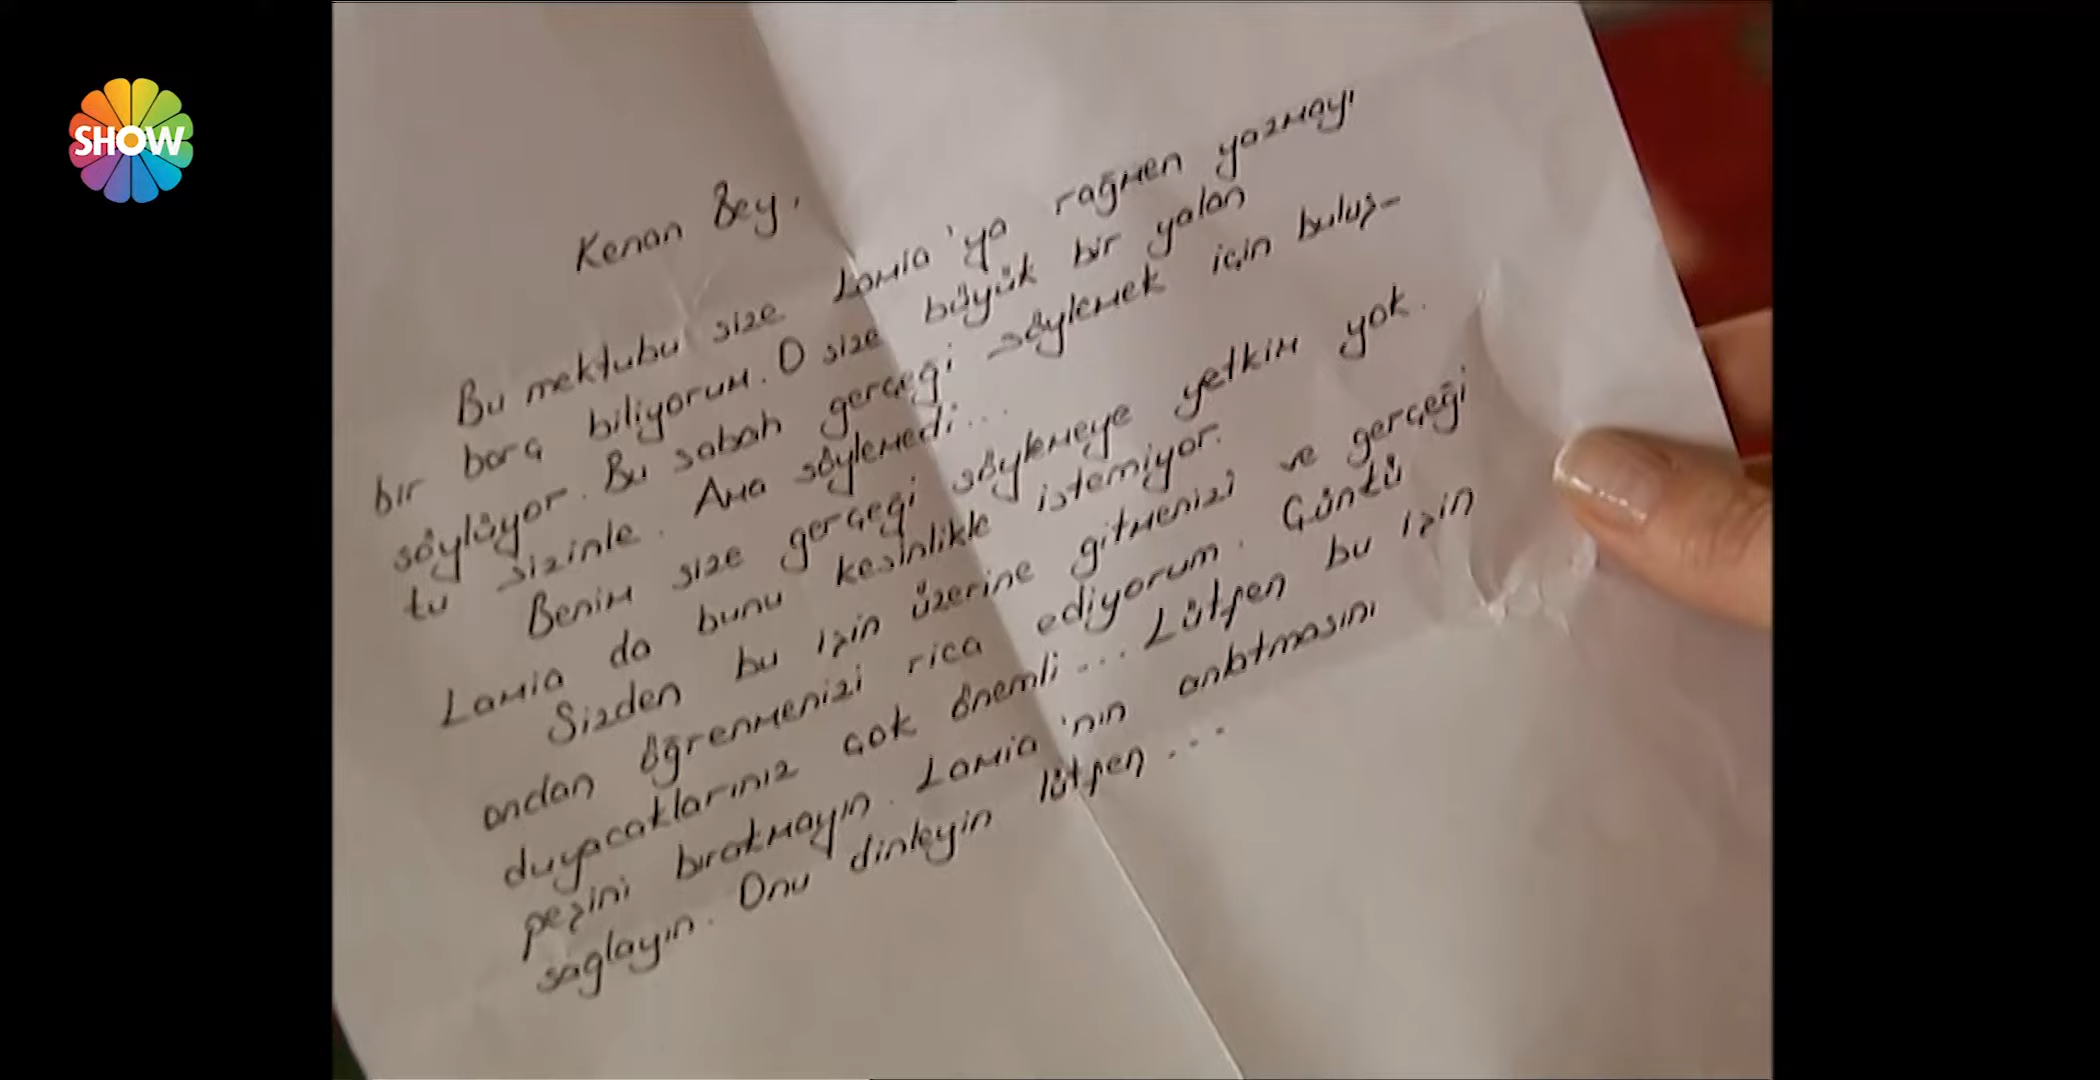 SHOW
Kenan Bey,
Bu mektubu size Lamia'ya rağmen yazmayı
bir borç biliyorum. O size büyük bir yalan
söylüyor. Bu sabah gerçeği söylemek için buluş-
tu sizinle. Ama söylemedi...
Benim size gerçeği söylemeye yetkim yok.
Lamia da bunu kesinlikle istemiyor.
Sizden bu işin üzerine gitmenizi ve gerçeği
ondan öğrenmenizi rica ediyorum. Çünkü
duyacaklarınız çok önemli... Lütfen bu işin
peşini bırakmayın. Lamia'nın anlatmasını
sağlayın. Onu dinleyin lütfen...